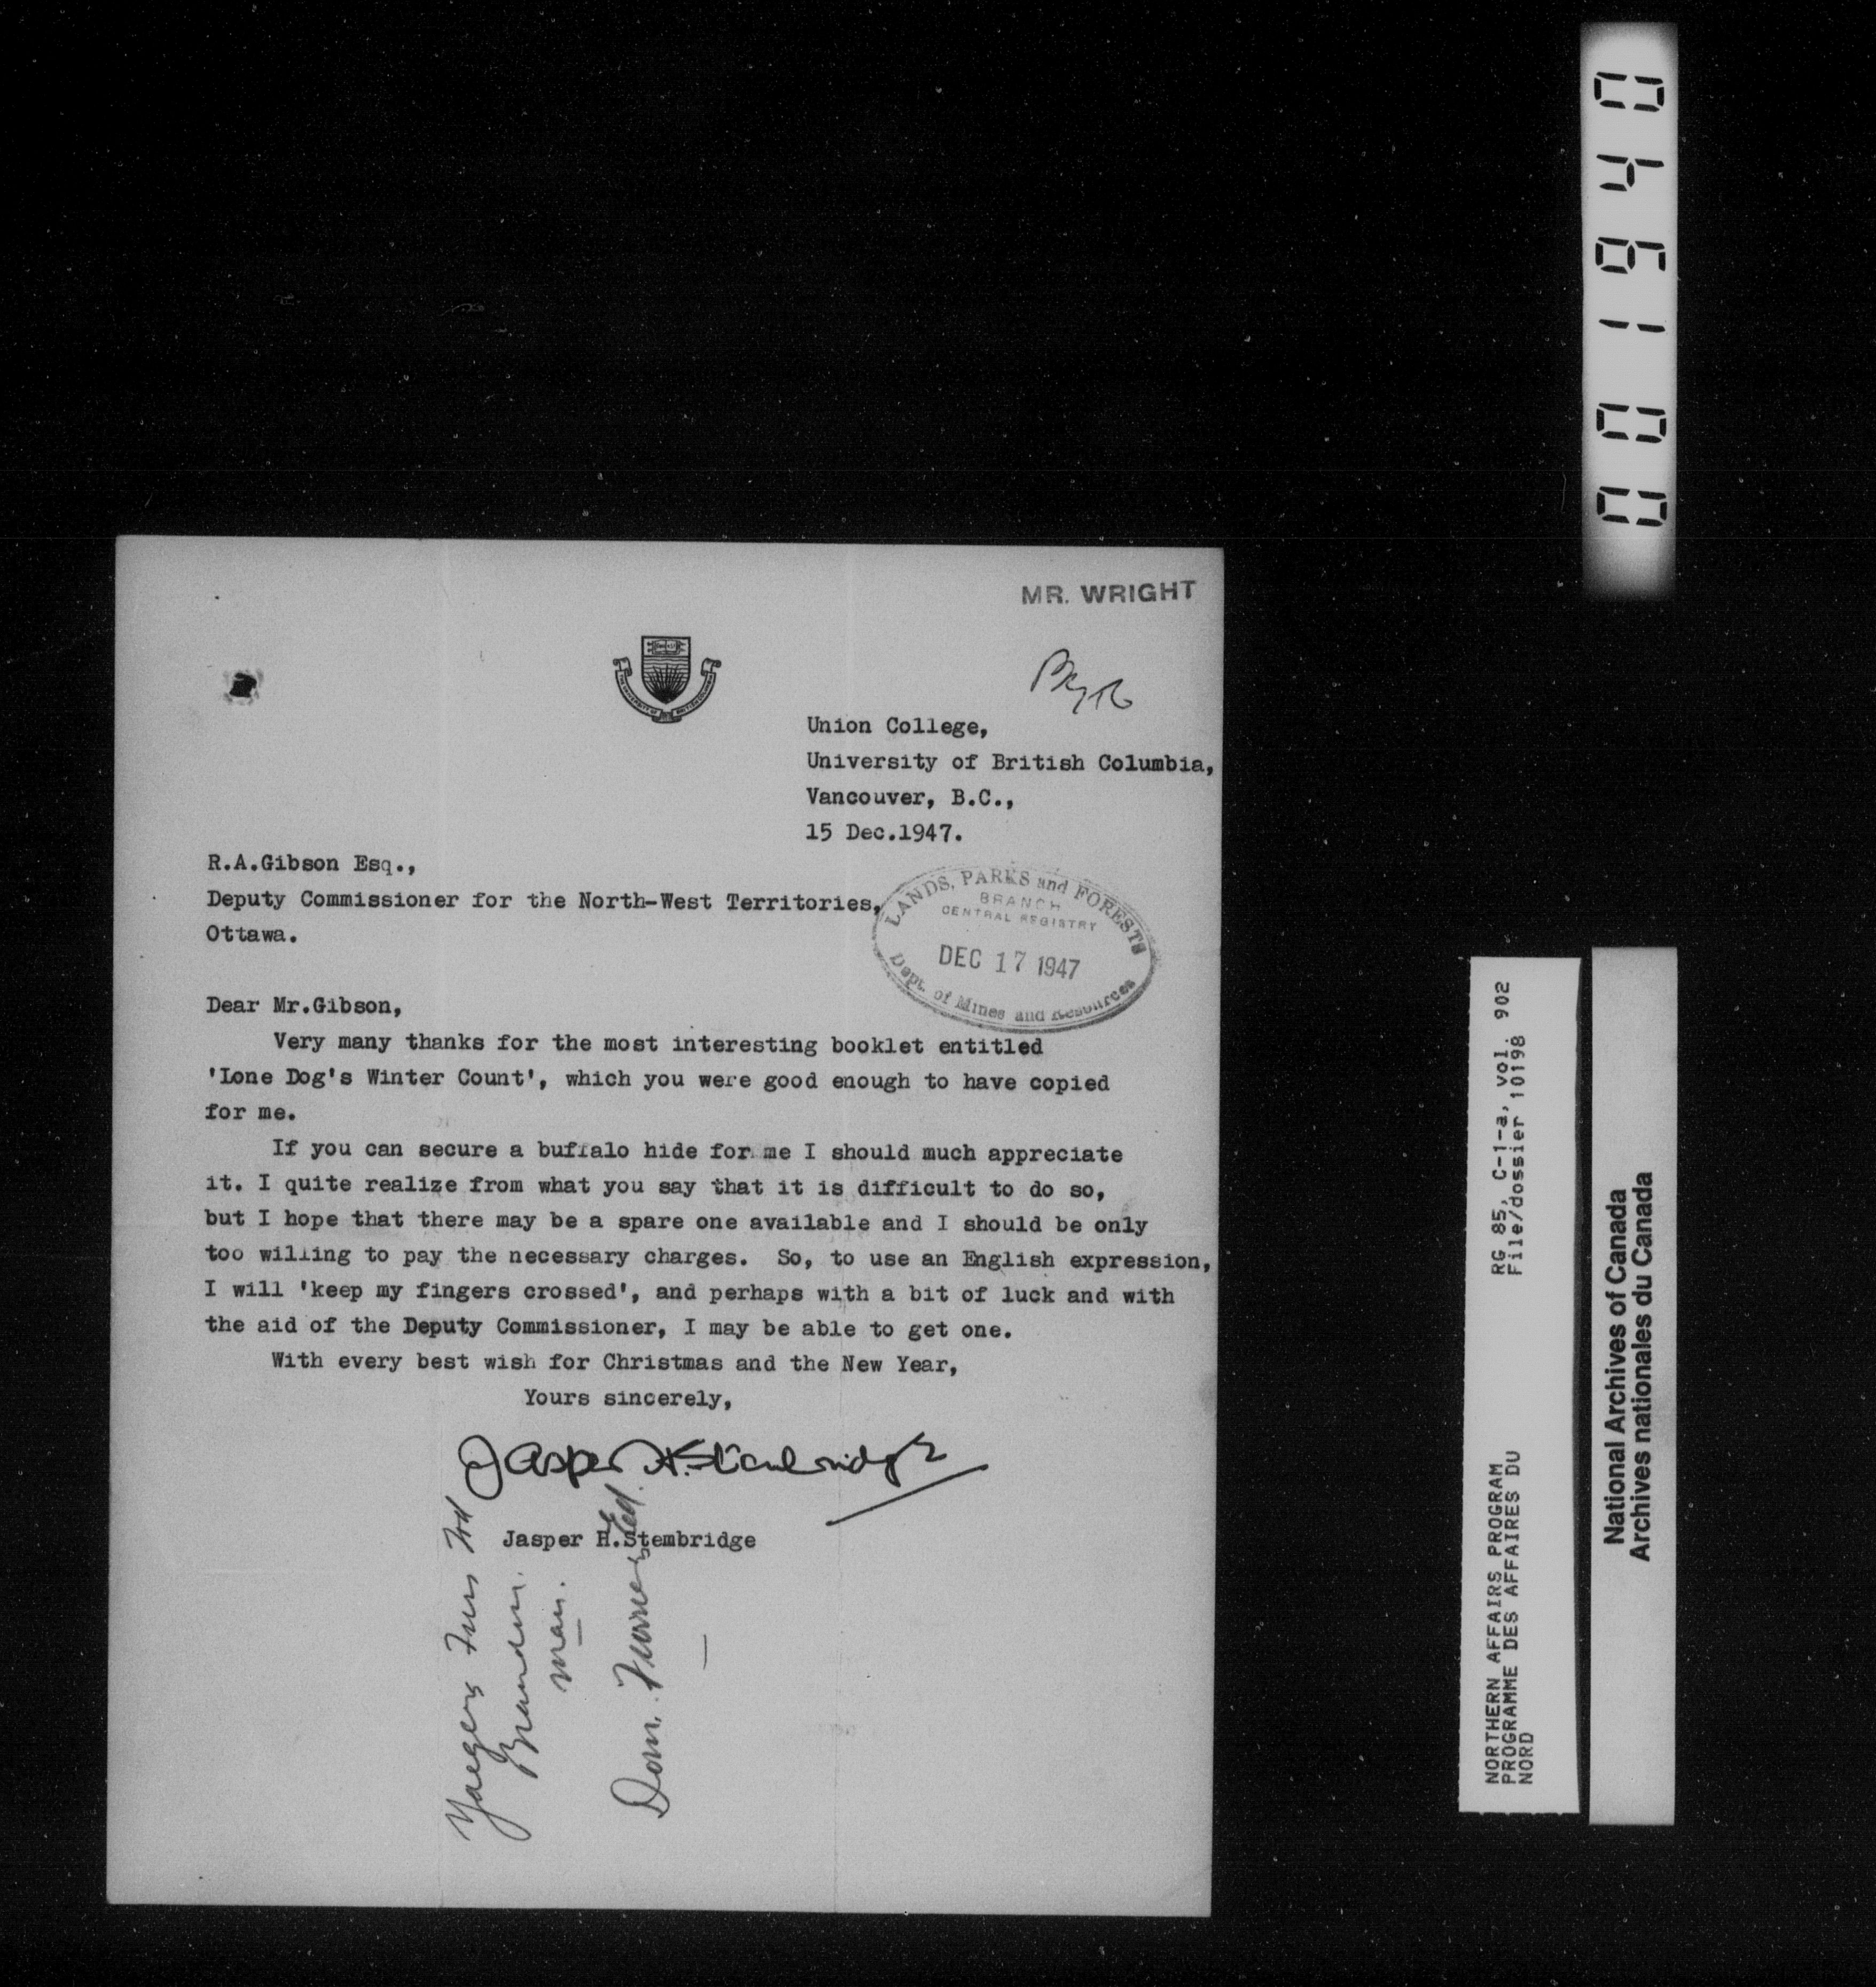 MR. WRIGHT
Union College,
University of British Columbia,
Vancouver, B.C.,
15 Dec.1947.
R.A.Gibson Esq.,
Deputy Commissioner for the North-West Territories,
Ottawa.
LANDS, PARKS and FORESTS
BRANCH
CENTRAL REGISTRY
DEC 17 1947
Dept. of Mines and Resources
Dear Mr.Gibson,
Very many thanks for the most interesting booklet entitled
'Lone Dog's Winter Count', which you were good enough to have copied
for me.
If you can secure a buffalo hide for me I should much appreciate
it. I quite realize from what you say that it is difficult to do so,
but I hope that there may be a spare one available and I should be only
too willing to pay the necessary charges. So, to use an English expression,
I will 'keep my fingers crossed', and perhaps with a bit of luck and with
the aid of the Deputy Commissioner, I may be able to get one.
With every best wish for Christmas and the New Year,
Yours sincerely,
Jasper H. Stembridge
Jasper H.Stembridge
Yaegers Furs
Brandon.
Man.
Dom. Furriers
001940
RG 85, C-1-a, vol. 902
File/dossier 10198
NORTHERN AFFAIRS PROGRAM
PROGRAMME DES AFFAIRES DU
NORD
National Archives of Canada
Archives nationales du Canada